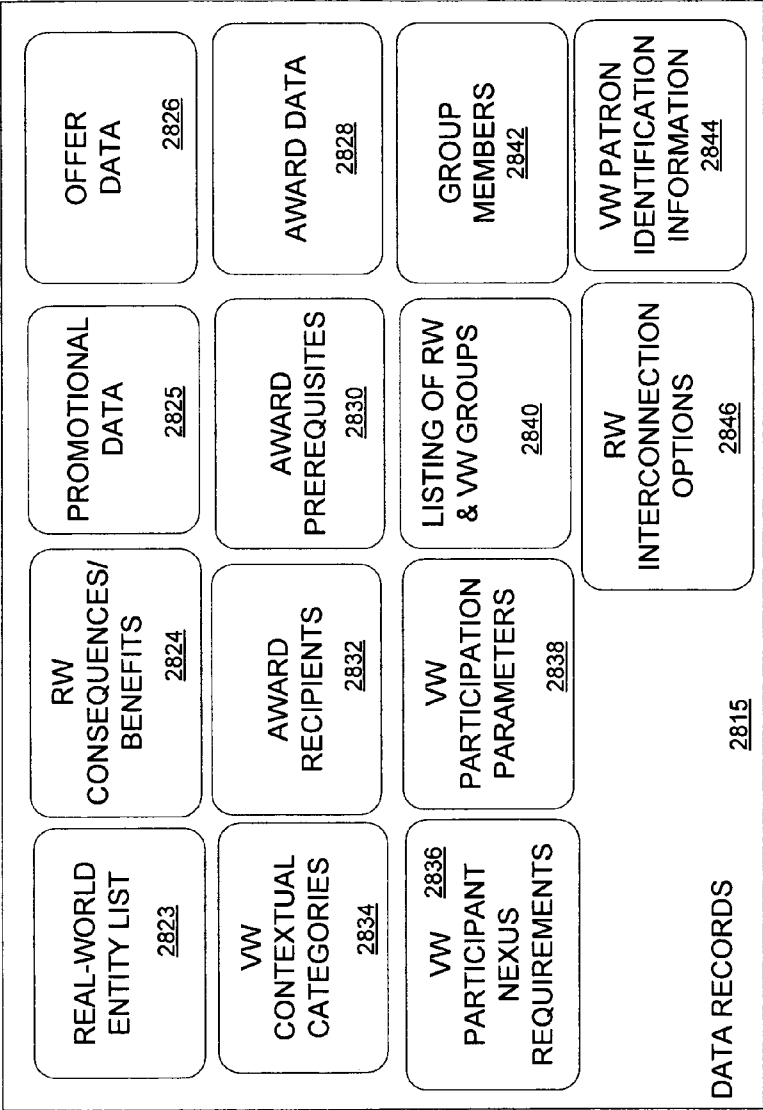 REAL-WORLD
ENTITY LIST
2823
RW
CONSEQUENCES/
BENEFITS
2824
PROMOTIONAL
DATA
2825
OFFER
DATA
2826
VW
CONTEXTUAL
CATEGORIES
2834
AWARD
RECIPIENTS
2832
AWARD
PREREQUISITES
2830
AWARD DATA
2828
VW 2836
PARTICIPANT
NEXUS
REQUIREMENTS
VW
PARTICIPATION
PARAMETERS
2838
LISTING OF RW
& VW GROUPS
2840
GROUP
MEMBERS
2842
RW
INTERCONNECTION
OPTIONS
2846
VW PATRON
IDENTIFICATION
INFORMATION
2844
DATA RECORDS 2815